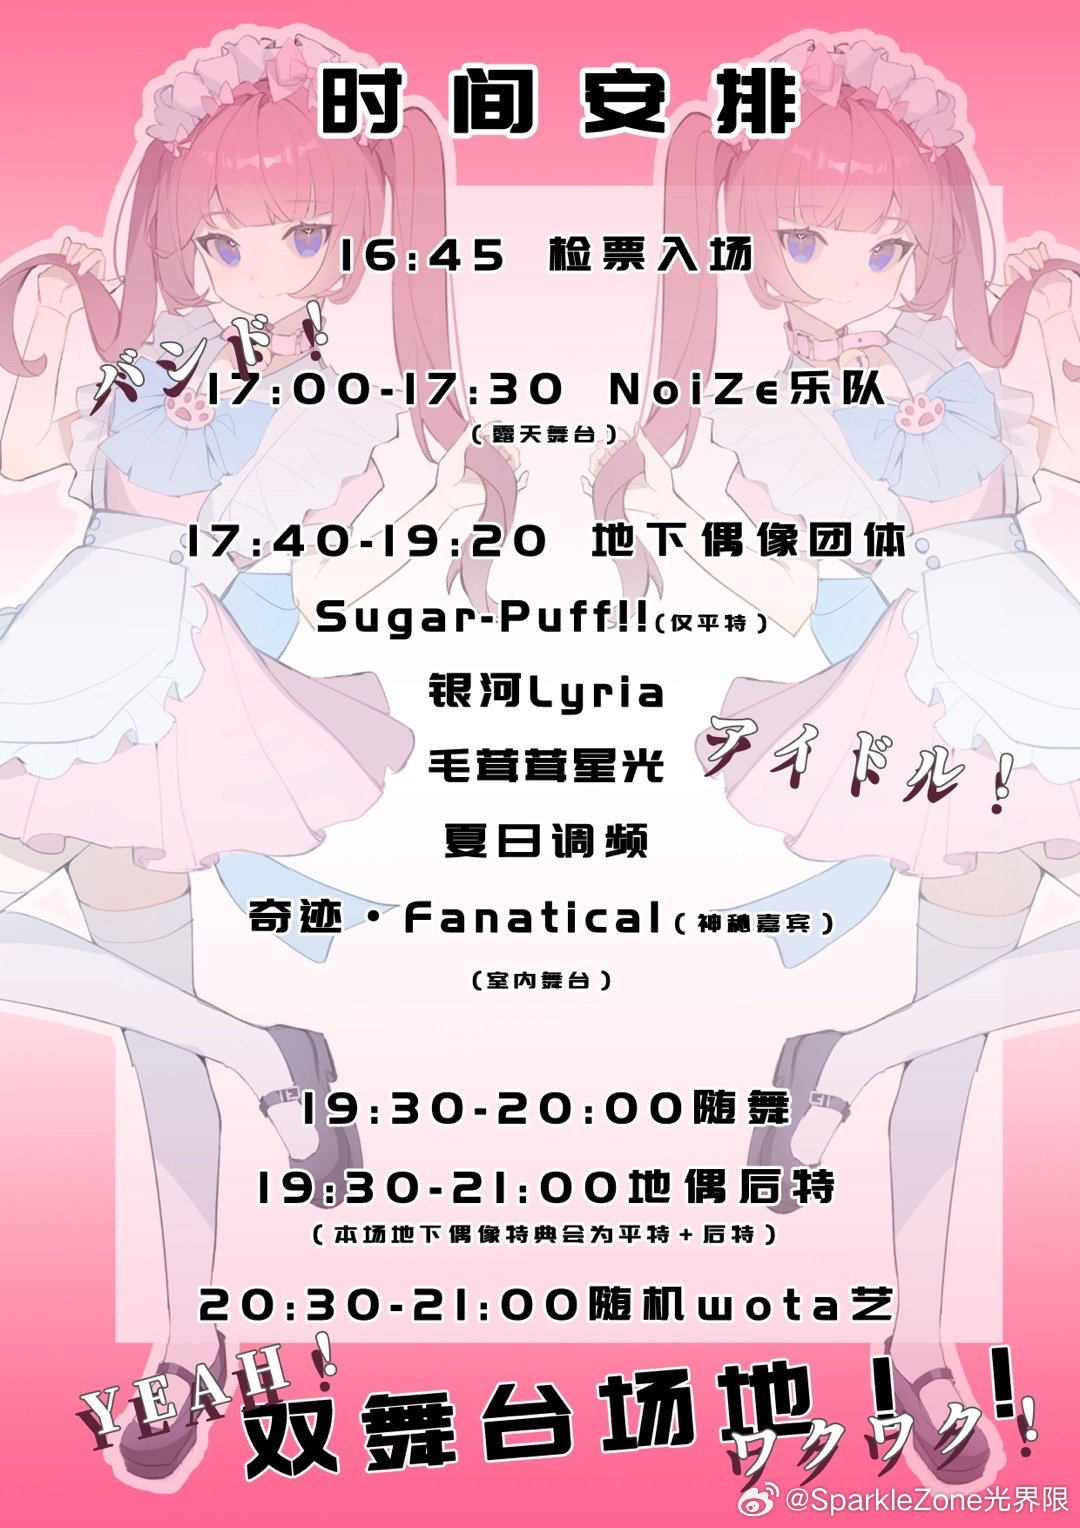 时间安排
16:45 检票入场
バンド！
17:00-17:30 NoiZe乐队
（露天舞台）
17:40-19:20 地下偶像团体
Sugar-Puff!!(仅平特）
银河Lyria
毛茸茸星光
アイドル！
夏日调频
奇迹·Fanatical（神秘嘉宾）
（室内舞台）
19:30-20:00随舞
19:30-21:00地偶后特
（本场地下偶像特典会为平特+后特）
20:30-21:00随机wota艺
YEAH！
双舞台场地！！
ワクワク！
@SparkleZone光界限